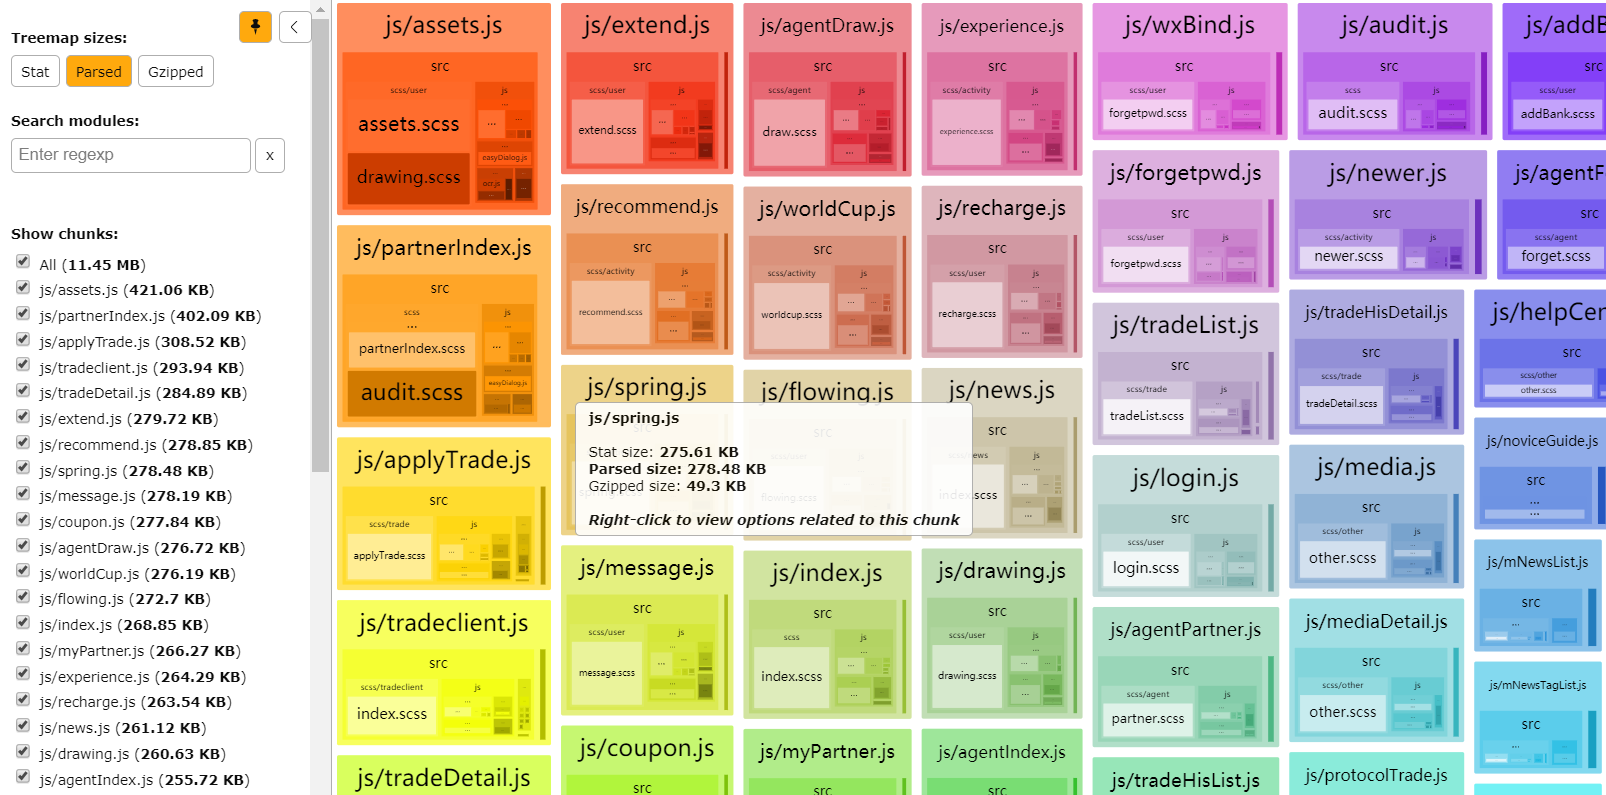 Treemap sizes:
Stat
Parsed
Gzipped
Search modules:
Enter regexp
x
Show chunks:
All (11.45 MB)
js/assets.js (421.06 KB)
js/partnerIndex.js (402.09 KB)
js/applyTrade.js (308.52 KB)
js/tradeclient.js (293.94 KB)
js/tradeDetail.js (284.89 KB)
js/extend.js (279.72 KB)
js/recommend.js (278.85 KB)
js/spring.js (278.48 KB)
js/message.js (278.19 KB)
js/coupon.js (277.84 KB)
js/agentDraw.js (276.72 KB)
js/worldCup.js (276.19 KB)
js/flowing.js (272.7 KB)
js/index.js (268.85 KB)
js/myPartner.js (266.27 KB)
js/experience.js (264.29 KB)
js/recharge.js (263.54 KB)
js/news.js (261.12 KB)
js/drawing.js (260.63 KB)
js/agentIndex.js (255.72 KB)
js/assets.js
src
scss/user
js
...
assets.scss
...
easyDialog.js
drawing.scss
ocr.js
...
js/partnerIndex.js
src
scss
js
...
...
partnerIndex.scss
...
audit.scss
easyDialog.js
js/applyTrade.js
src
scss/trade
js
applyTrade.scss
js/tradeclient.js
src
scss/tradeclient
js
index.scss
js/tradeDetail.js
js/extend.js
src
scss/user
js
...
extend.scss
js/recommend.js
src
scss/activity
js
recommend.scss
js/spring.js
js/spring.js
Stat size: 275.61 KB
Parsed size: 278.48 KB
Gzipped size: 49.3 KB
Right-click to view options related to this chunk
js/message.js
src
scss/user
js
message.scss
js/coupon.js
src
js/agentDraw.js
src
scss/agent
js
...
draw.scss
js/worldCup.js
src
scss/activity
js
worldcup.scss
js/flowing.js
src
flowing.scss
js/index.js
src
scss
js
index.scss
js/myPartner.js
src
js/experience.js
src
scss/activity
js
experience.scss
js/recharge.js
src
scss/user
js
recharge.scss
js/news.js
src
scss/news
js
index.scss
js/drawing.js
src
scss/user
js
drawing.scss
js/agentIndex.js
src
js/wxBind.js
src
scss/user
js
forgetpwd.scss
js/forgetpwd.js
src
scss/user
js
forgetpwd.scss
js/tradeList.js
src
scss/trade
js
tradeList.scss
js/login.js
src
scss/user
js
login.scss
js/agentPartner.js
src
scss/agent
js
partner.scss
js/tradeHisList.js
js/audit.js
src
scss
js
audit.scss
js/newer.js
src
scss/activity
js
newer.scss
js/tradeHisDetail.js
src
scss/trade
js
tradeDetail.scss
js/media.js
src
scss/other
js
other.scss
js/mediaDetail.js
src
scss/other
js
other.scss
js/protocolTrade.js
js/addB
src
scss/user
addBank.scss
js/agentF
src
scss/agent
forget.scss
js/helpCen
src
scss/other
other.scss
js/noviceGuide.js
src
...
js/mNewsList.js
src
...
js/mNewsTagList.js
src
...